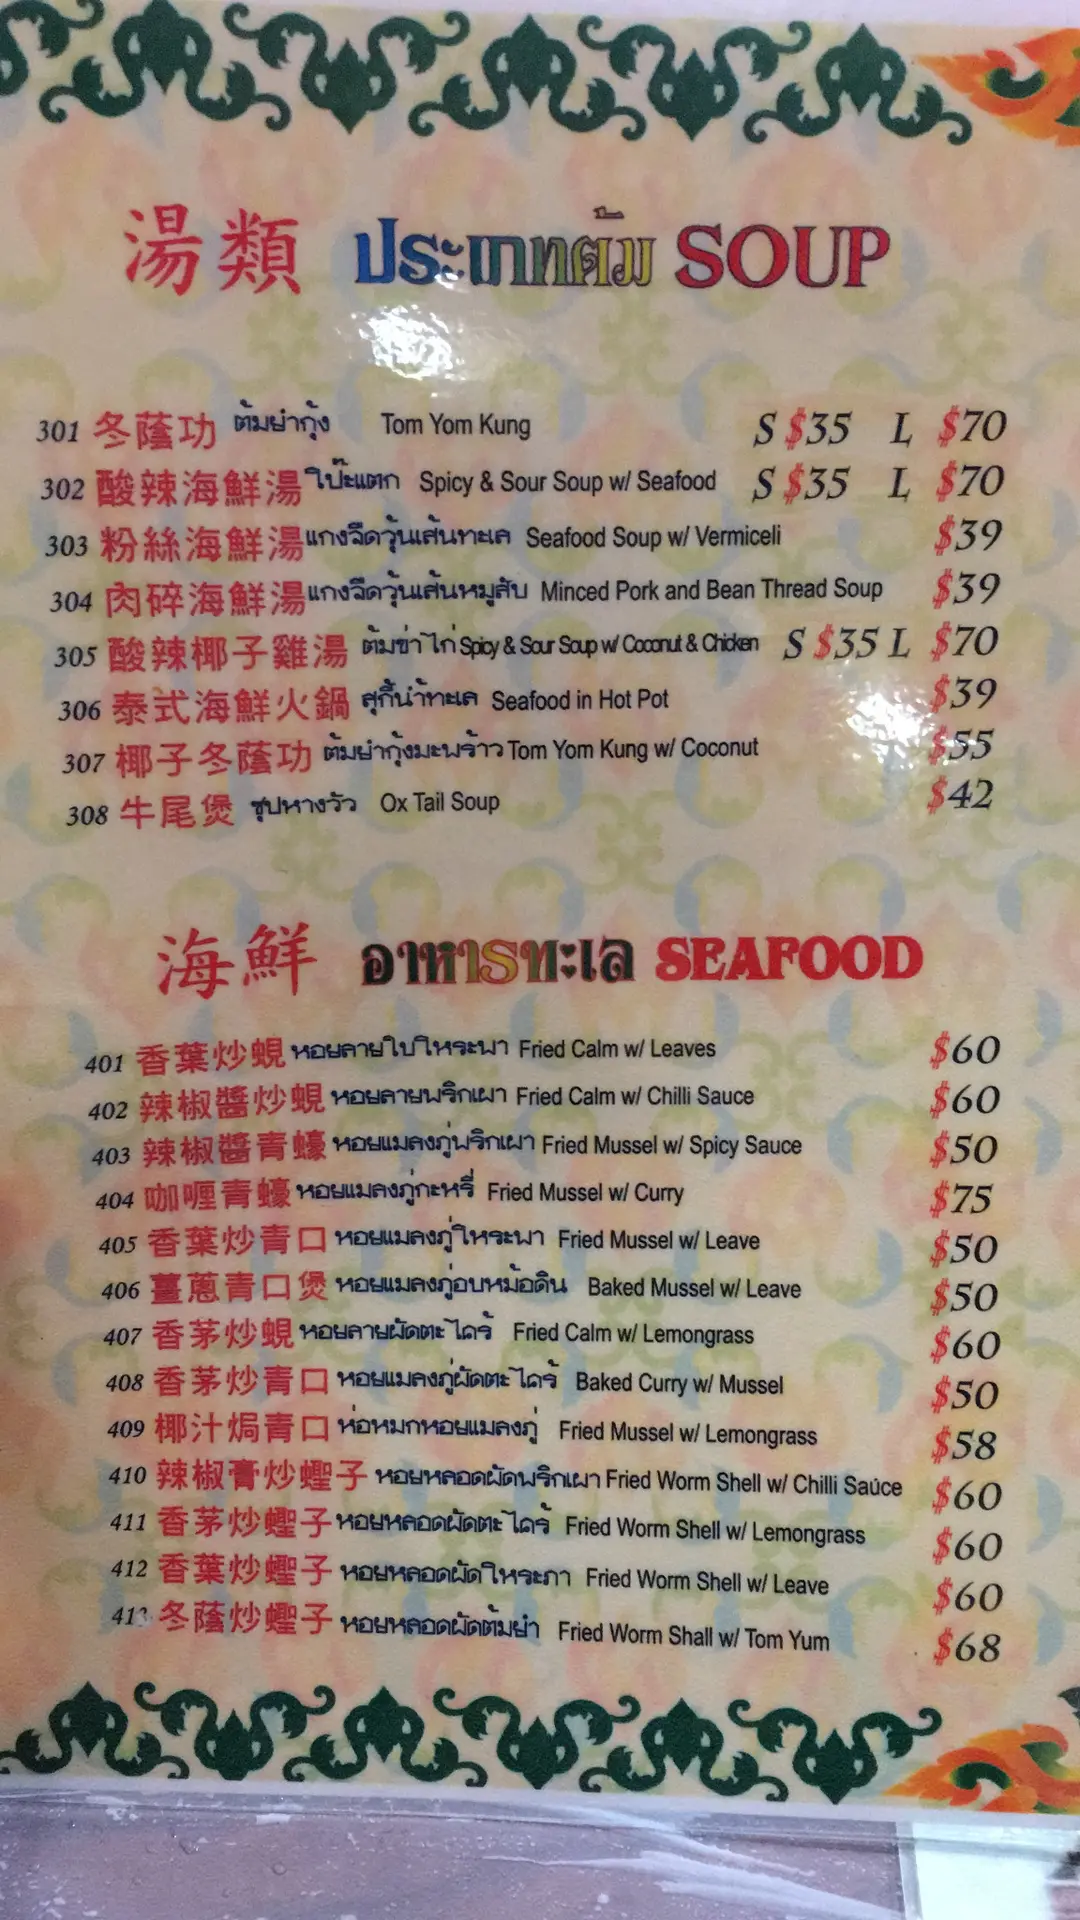 湯類 ประเภทต้ม SOUP
301 冬蔭功 ต้มยำกุ้ง Tom Yom Kung S $35 L $70
302 酸辣海鮮湯 ใป๊ะแตก Spicy & Sour Soup w/ Seafood S $35 L $70
303 粉絲海鮮湯 แกงจืดวุ้นเส้นทะเล Seafood Soup w/ Vermiceli $39
304 肉碎海鮮湯 แกงจืดวุ้นเส้นหมูสับ Minced Pork and Bean Thread Soup $39
305 酸辣椰子雞湯 ต้มข่าไก่ Spicy & Sour Soup w/ Coconut & Chicken S $35 L $70
306 泰式海鮮火鍋 สุกี้น้ำทะเล Seafood in Hot Pot $39
307 椰子冬蔭功 ต้มยำกุ้งมะพร้าว Tom Yom Kung w/ Coconut $55
308 牛尾煲 ซุปหางวัว Ox Tail Soup $42
海鮮 อาหารทะเล SEAFOOD
401 香葉炒蜆 หอยลายใบโหระพา Fried Calm w/ Leaves $60
402 辣椒醬炒蜆 หอยลายพริกเผา Fried Calm w/ Chilli Sauce $60
403 辣椒醬青蠔 หอยแมลงภู่พริกเผา Fried Mussel w/ Spicy Sauce $50
404 咖喱青蠔 หอยแมลงภู่กะหรี่ Fried Mussel w/ Curry $75
405 香葉炒青口 หอยแมลงภู่โหระพา Fried Mussel w/ Leave $50
406 薑蔥青口煲 หอยแมลงภู่อบหม้อดิน Baked Mussel w/ Leave $50
407 香茅炒蜆 หอยลายผัดตะไคร้ Fried Calm w/ Lemongrass $60
408 香茅炒青口 หอยแมลงภู่ผัดตะไคร้ Baked Curry w/ Mussel $50
409 椰汁焗青口 ห่อหมกหอยแมลงภู่ Fried Mussel w/ Lemongrass $58
410 辣椒膏炒蟶子 หอยหลอดผัดพริกเผา Fried Worm Shell w/ Chilli Sauce $60
411 香茅炒蟶子 หอยหลอดผัดตะไคร้ Fried Worm Shell w/ Lemongrass $60
412 香葉炒蟶子 หอยหลอดผัดโหระภา Fried Worm Shell w/ Leave $60
413 冬蔭炒蟶子 หอยหลอดผัดต้มยำ Fried Worm Shall w/ Tom Yum $68